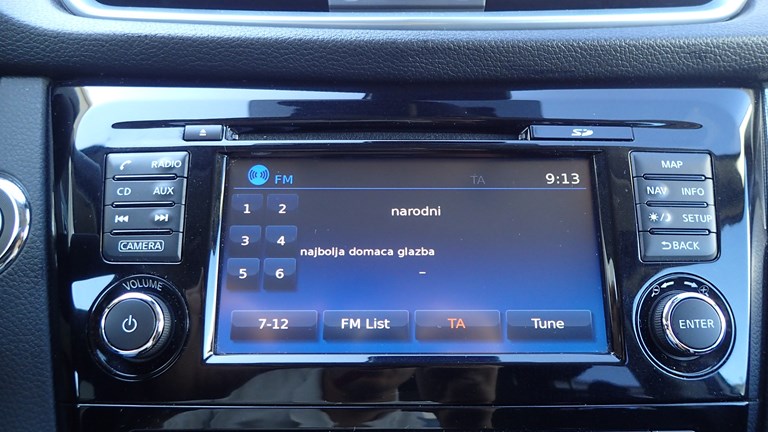 RADIO
CD AUX
CAMERA
VOLUME
FM TA 9:13
1 2
narodni
3 4
najbolja domaca glazba
5 6
–
7-12 FM List TA Tune
SD
MAP
NAV INFO
SETUP
BACK
ENTER